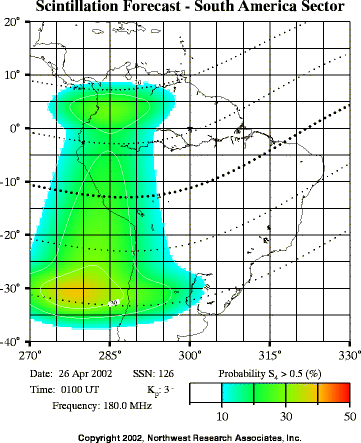 Scintillation Forecast - South America Sector
20°
10°
0°
-10°
-20°
-30°
-40°
270° 285° 300° 315° 330°
Date: 26 Apr 2002 SSN: 126 Probability S4 > 0.5 (%)
Time: 0100 UT Kp: 3-
Frequency: 180.0 MHz
10 20 30 40 50
Copyright 2002, Northwest Research Associates, Inc.